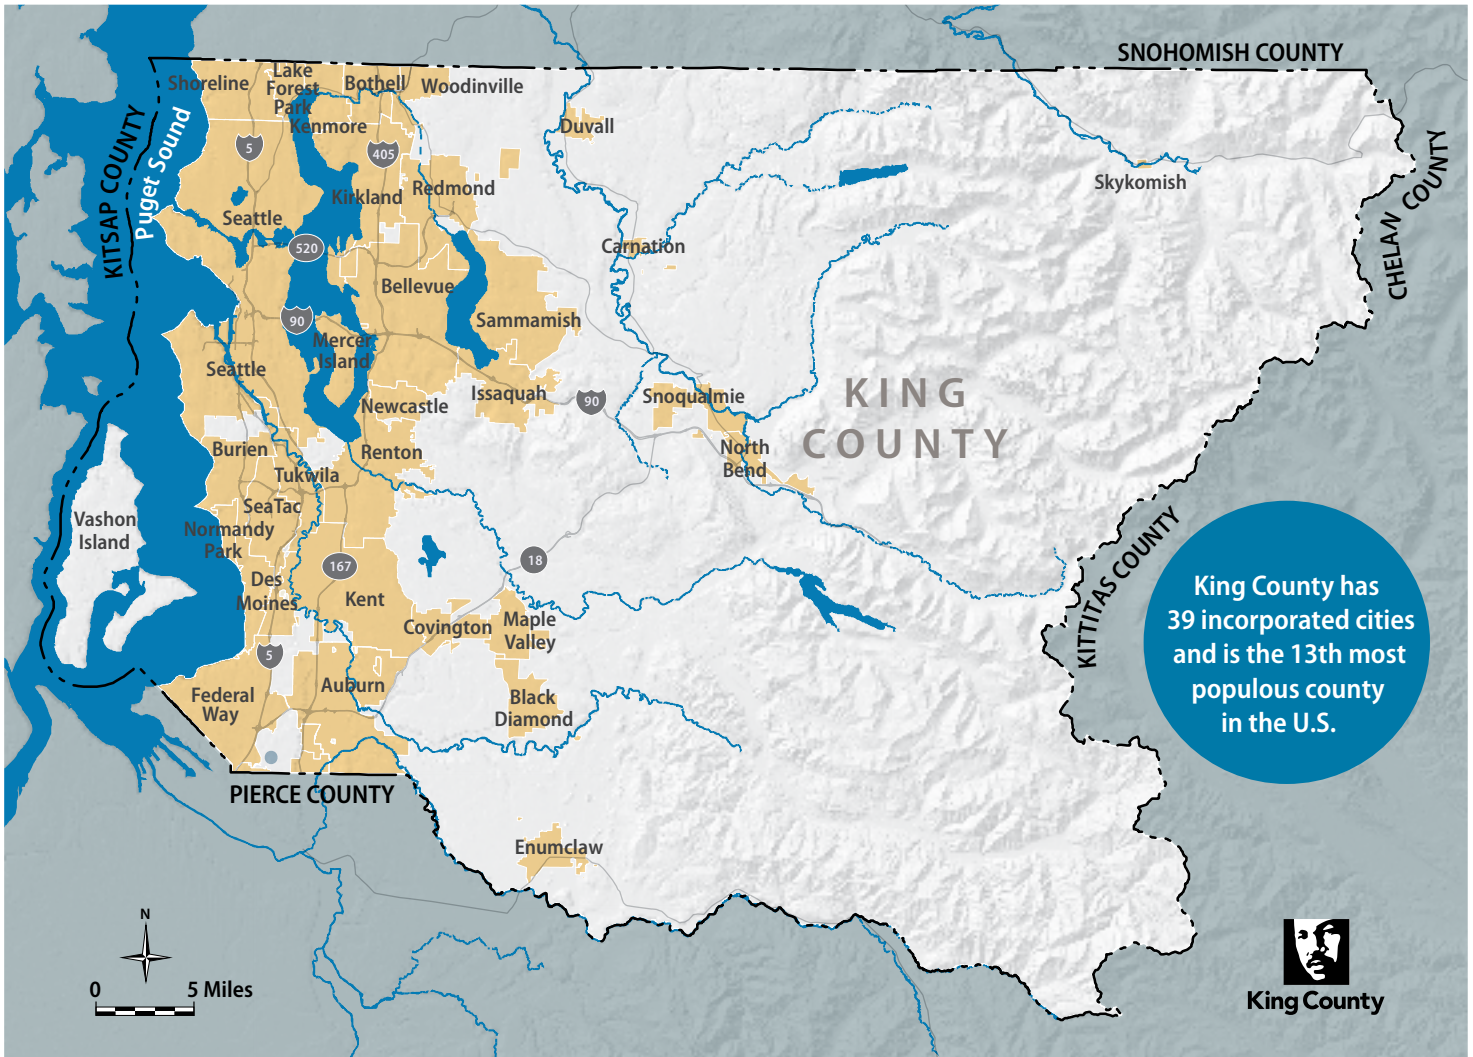 SNOHOMISH COUNTY
KITSAP COUNTY
Puget Sound
Shoreline
Lake
Forest
Park
Bothell
Woodinville
Kenmore
Duvall
5
405
Kirkland
Redmond
Skykomish
CHELAN COUNTY
Seattle
520
Carnation
Bellevue
90
Sammamish
Mercer
Island
Seattle
Issaquah
90
Snoqualmie
KING
COUNTY
Newcastle
Burien
Renton
North
Bend
Tukwila
SeaTac
Vashon
Island
Normandy
Park
18
167
KITTITAS COUNTY
Des
Moines
Kent
Covington
Maple
Valley
5
Auburn
Federal
Way
Black
Diamond
King County has
39 incorporated cities
and is the 13th most
populous county
in the U.S.
PIERCE COUNTY
Enumclaw
N
0 5 Miles
King County